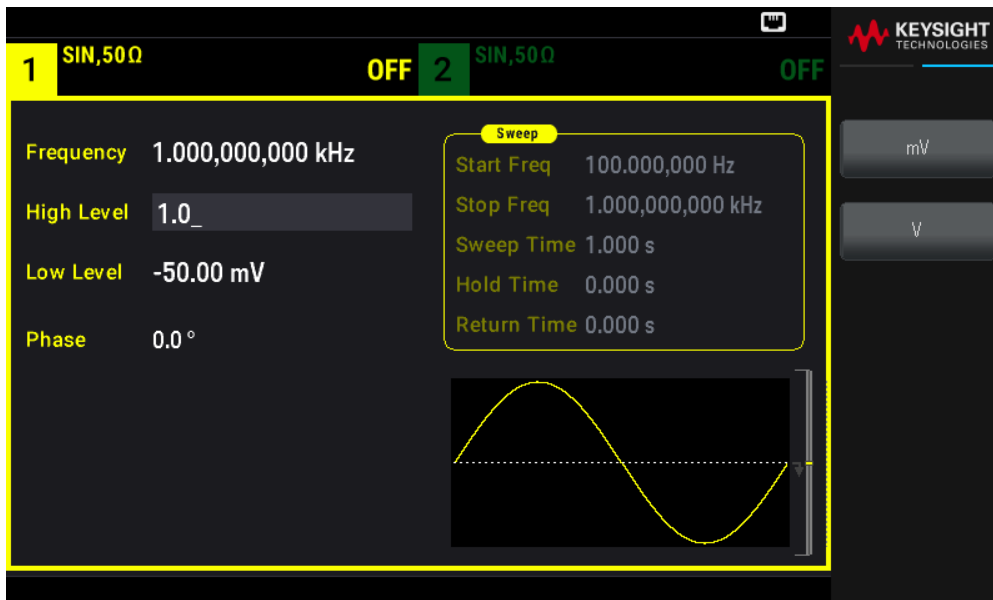 KEYSIGHT
TECHNOLOGIES
1 SIN,50Ω OFF 2 SIN,50Ω OFF
Frequency 1.000,000,000 kHz
High Level 1.0_
Low Level -50.00 mV
Phase 0.0 °
Sweep
Start Freq 100.000,000 Hz
Stop Freq 1.000,000,000 kHz
Sweep Time 1.000 s
Hold Time 0.000 s
Return Time 0.000 s
mV
V